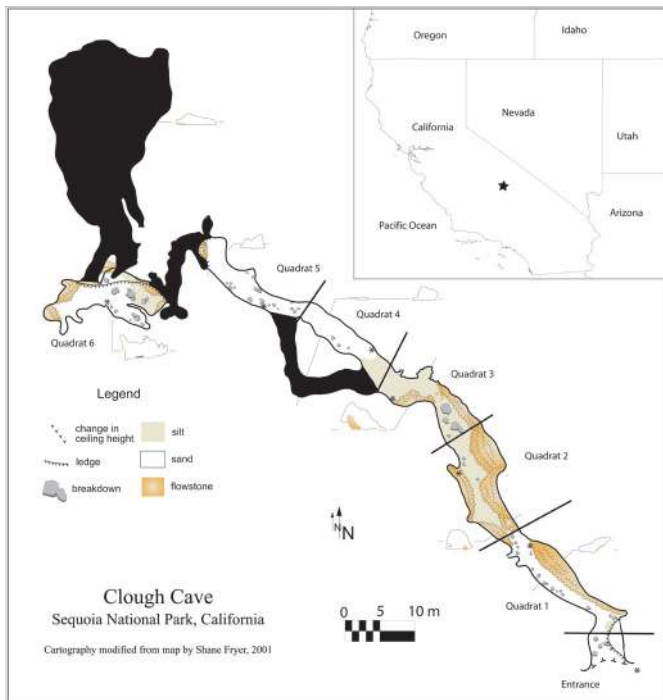 Oregon
Idaho
Nevada
California
Utah
Arizona
Pacific Ocean
Quadrat 5
Quadrat 4
Quadrat 6
Quadrat 3
Legend
change in
ceiling height
silt
ledge
sand
breakdown
flowstone
Quadrat 2
N
Clough Cave
Sequoia National Park, California
0 5 10 m
Quadrat 1
Cartography modified from map by Shane Fryer, 2001
Entrance